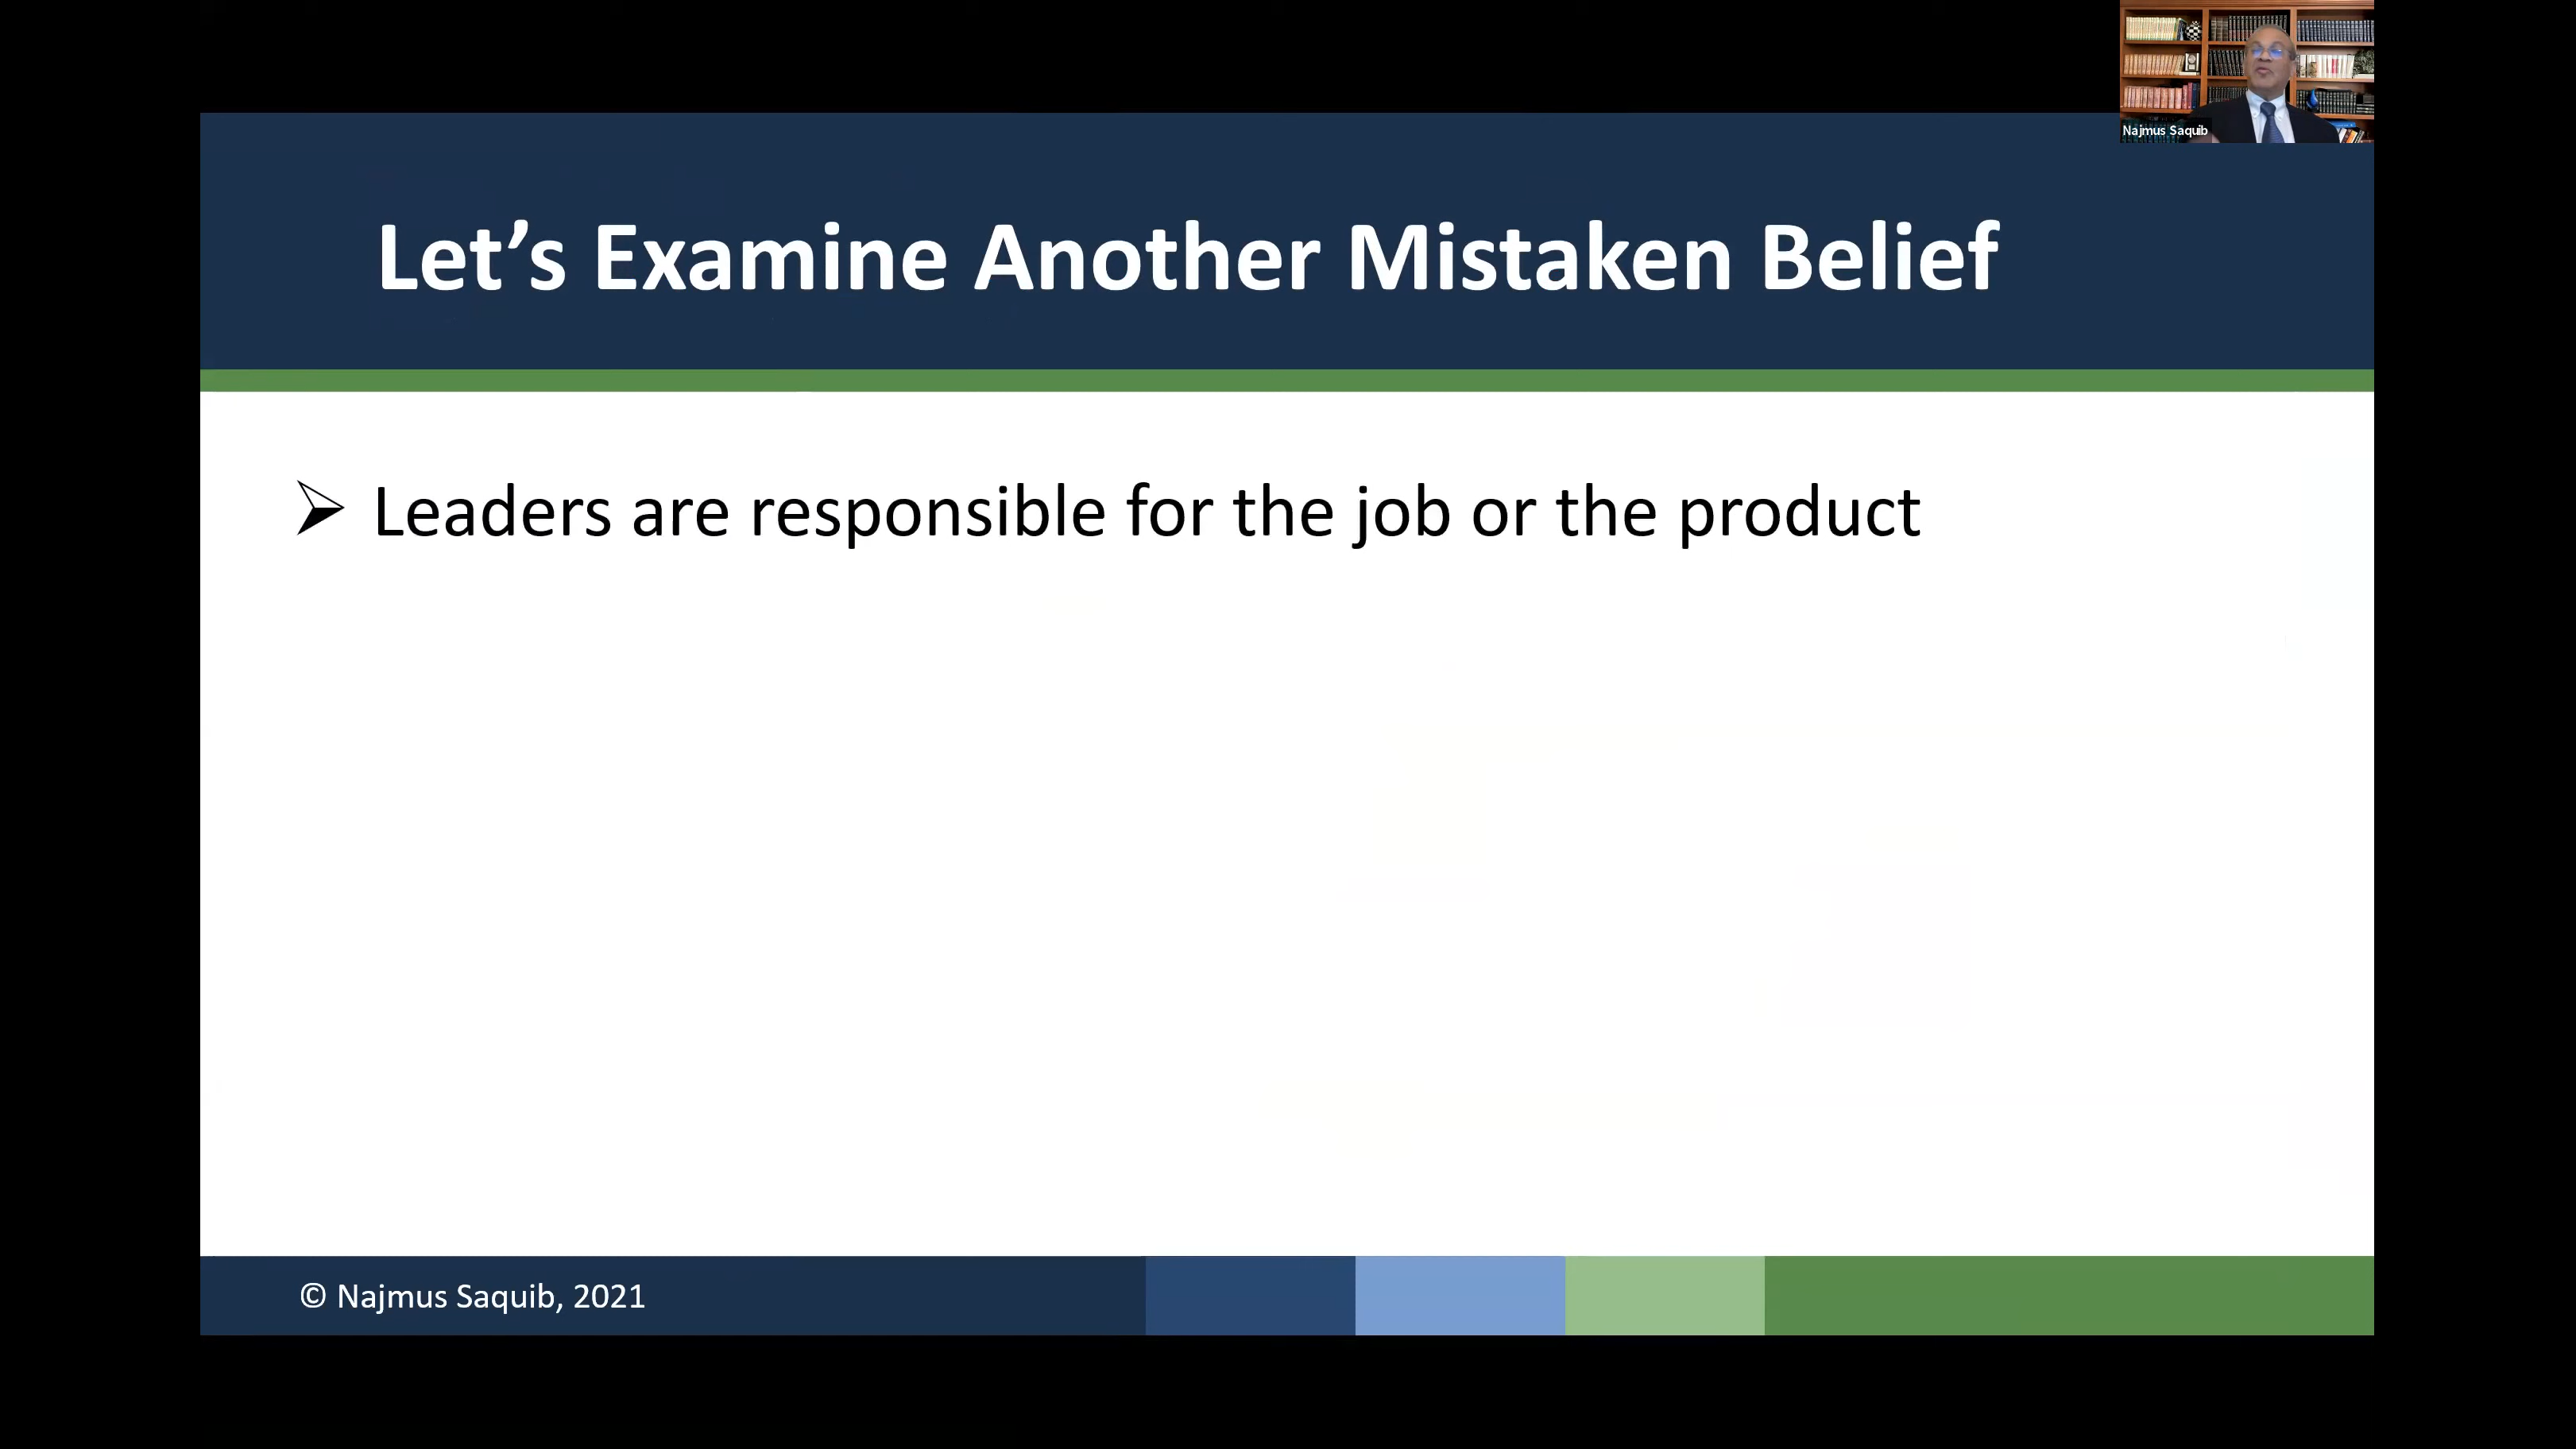 Najmus Saquib
Let’s Examine Another Mistaken Belief
Leaders are responsible for the job or the product
© Najmus Saquib, 2021